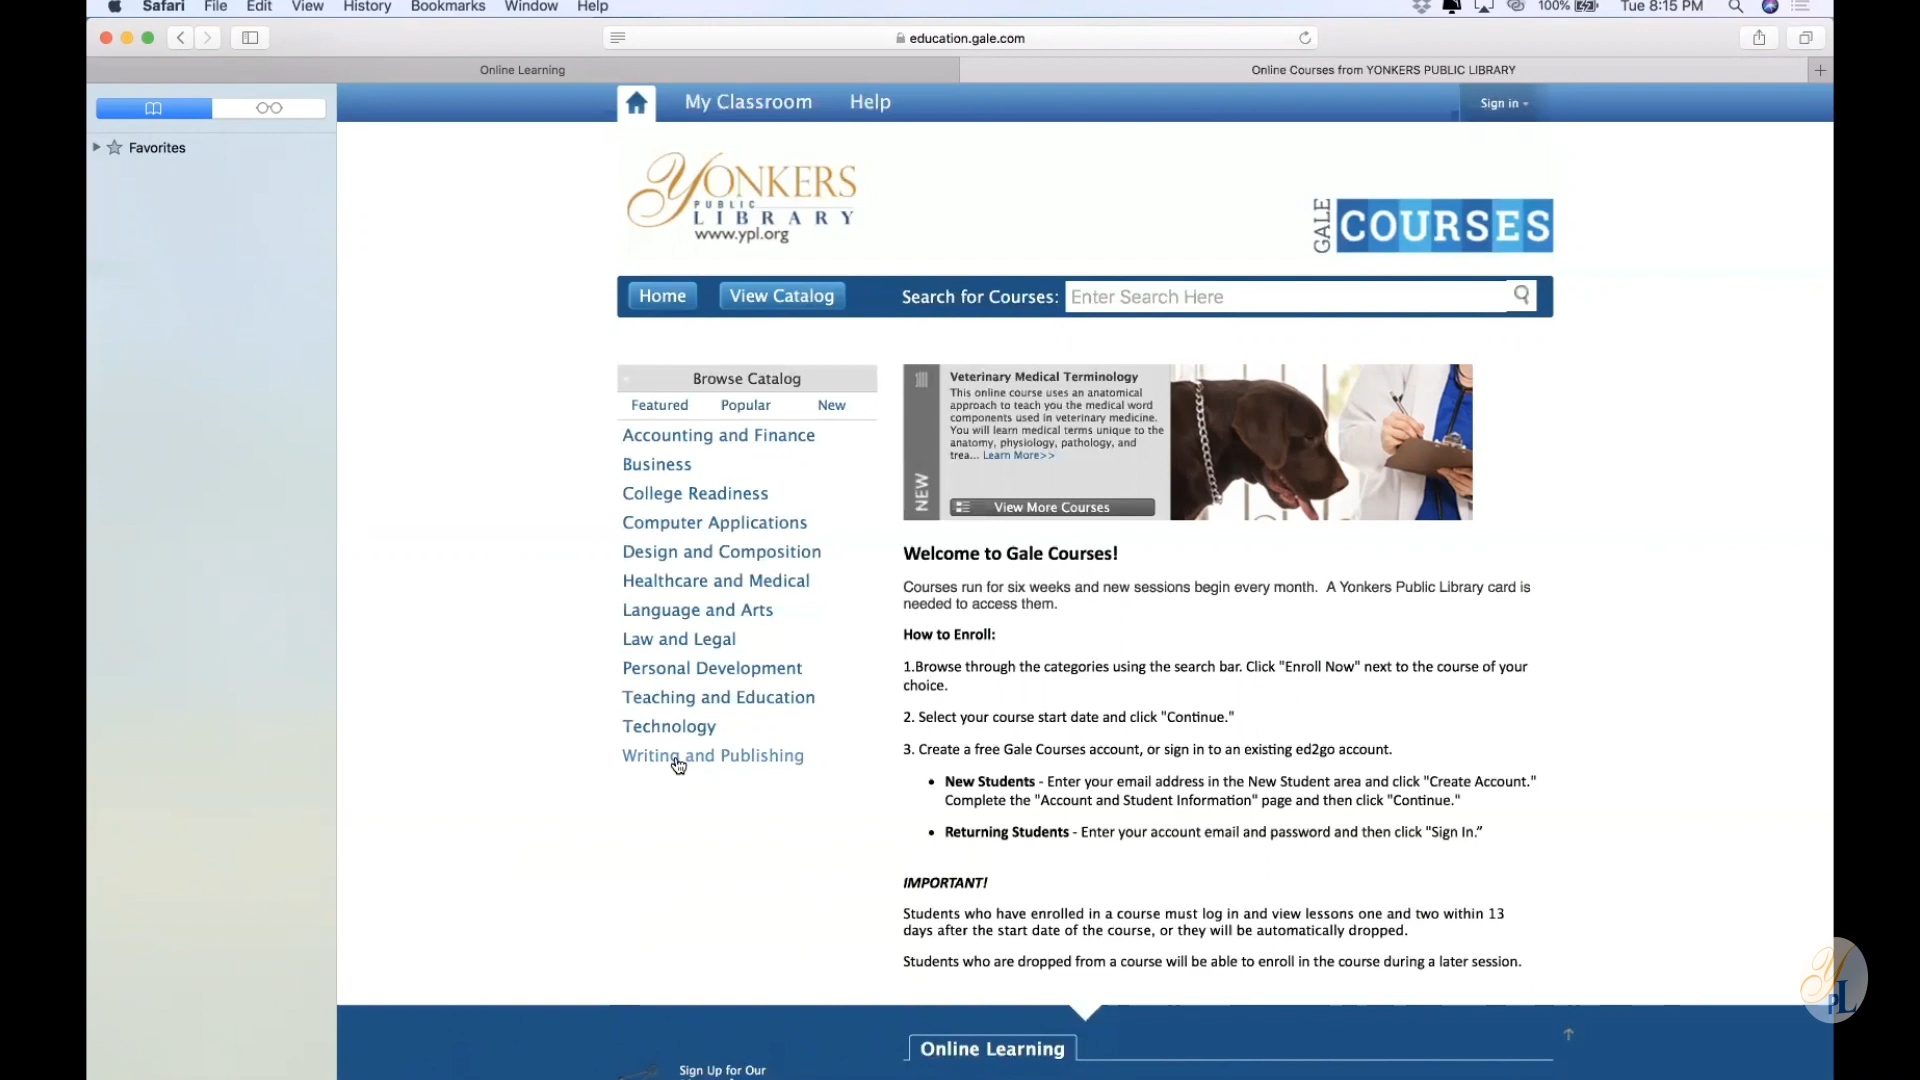 Safari File Edit View History Bookmarks Window Help 100% Tue 8:15 PM
education.gale.com
Online Learning
Online Courses from YONKERS PUBLIC LIBRARY
Favorites
My Classroom Help Sign in
YONKERS
PUBLIC
LIBRARY
www.ypl.org
GALE COURSES
Home View Catalog Search for Courses: Enter Search Here
Browse Catalog
Featured Popular New
Accounting and Finance
Business
College Readiness
Computer Applications
Design and Composition
Healthcare and Medical
Language and Arts
Law and Legal
Personal Development
Teaching and Education
Technology
Writing and Publishing
NEW
Veterinary Medical Terminology
This online course uses an anatomical
approach to teach you the medical word
components used in veterinary medicine.
You will learn medical terms unique to the
anatomy, physiology, pathology, and
trea... Learn More>>
View More Courses
Welcome to Gale Courses!
Courses run for six weeks and new sessions begin every month. A Yonkers Public Library card is
needed to access them.
How to Enroll:
1.Browse through the categories using the search bar. Click "Enroll Now" next to the course of your
choice.
2. Select your course start date and click "Continue."
3. Create a free Gale Courses account, or sign in to an existing ed2go account.
• New Students - Enter your email address in the New Student area and click "Create Account."
Complete the "Account and Student Information" page and then click "Continue."
• Returning Students - Enter your account email and password and then click "Sign In.”
IMPORTANT!
Students who have enrolled in a course must log in and view lessons one and two within 13
days after the start date of the course, or they will be automatically dropped.
Students who are dropped from a course will be able to enroll in the course during a later session.
YPL
Online Learning
Sign Up for Our